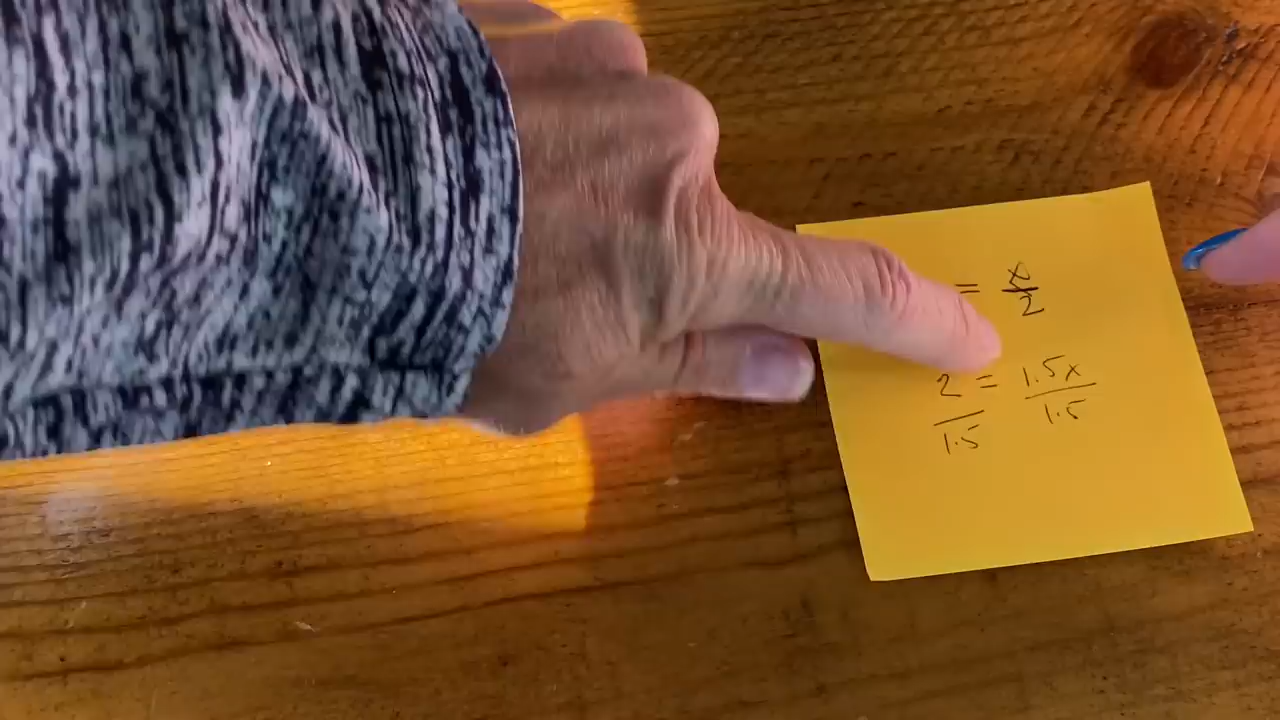 = x/2
2/1.5 = 1.5x/1.5